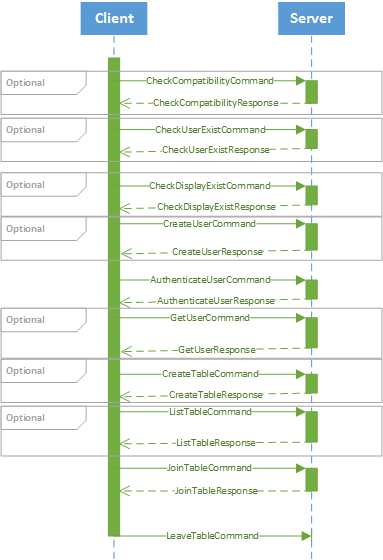 Client
Server
Optional
CheckCompatibilityCommand
CheckCompatibilityResponse
Optional
CheckUserExistCommand
CheckUserExistResponse
Optional
CheckDisplayExistCommand
CheckDisplayExistResponse
Optional
CreateUserCommand
CreateUserResponse
AuthenticateUserCommand
AuthenticateUserResponse
Optional
GetUserCommand
GetUserResponse
Optional
CreateTableCommand
CreateTableResponse
Optional
ListTableCommand
ListTableResponse
JoinTableCommand
JoinTableResponse
LeaveTableCommand